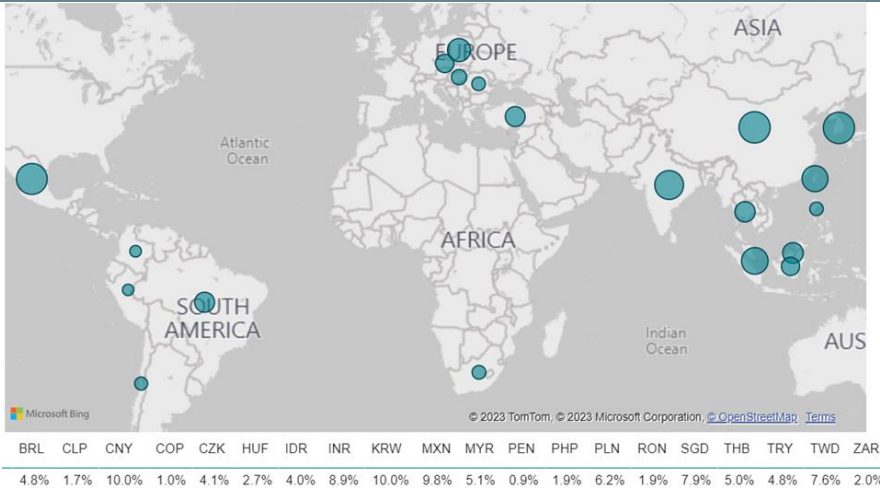 ASIA
EUROPE
Atlantic
Ocean
AFRICA
SOUTH
AMERICA
Indian
Ocean
AUS
Microsoft Bing
© 2023 TomTom, © 2023 Microsoft Corporation, © OpenStreetMap Terms
BRL CLP CNY COP CZK HUF IDR INR KRW MXN MYR PEN PHP PLN RON SGD THB TRY TWD ZAR
4.8% 1.7% 10.0% 1.0% 4.1% 2.7% 4.0% 8.9% 10.0% 9.8% 5.1% 0.9% 1.9% 6.2% 1.9% 7.9% 5.0% 4.8% 7.6% 2.0%